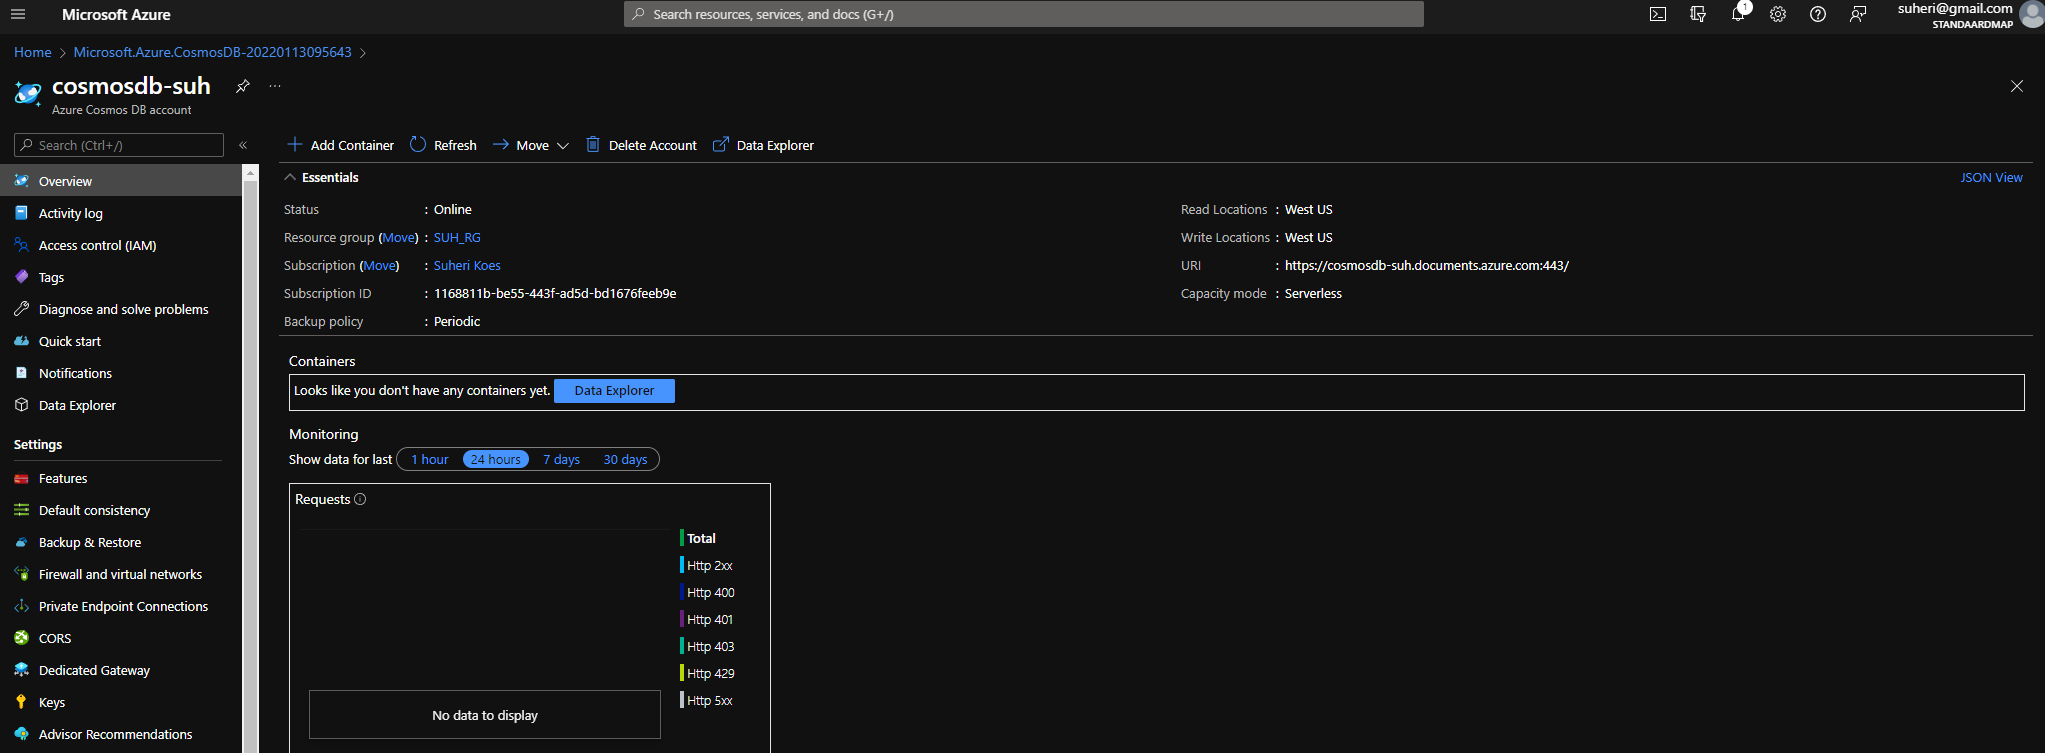 Microsoft Azure
Search resources, services, and docs (G+/)
1
suheri@gmail.com
STANDAARDMAP
Home > Microsoft.Azure.CosmosDB-20220113095643 >
cosmosdb-suh
...
Azure Cosmos DB account
Search (Ctrl+/)
«
Overview
Activity log
Access control (IAM)
Tags
Diagnose and solve problems
Quick start
Notifications
Data Explorer
Settings
Features
Default consistency
Backup & Restore
Firewall and virtual networks
Private Endpoint Connections
CORS
Dedicated Gateway
Keys
Advisor Recommendations
Add Container Refresh Move Delete Account Data Explorer
Essentials
JSON View
Status : Online
Resource group (Move) : SUH_RG
Subscription (Move) : Suheri Koes
Subscription ID : 1168811b-be55-443f-ad5d-bd1676feeb9e
Backup policy : Periodic
Read Locations : West US
Write Locations : West US
URI : https://cosmosdb-suh.documents.azure.com:443/
Capacity mode : Serverless
Containers
Looks like you don't have any containers yet. Data Explorer
Monitoring
Show data for last 1 hour 24 hours 7 days 30 days
Requests
Total
Http 2xx
Http 400
Http 401
Http 403
Http 429
Http 5xx
No data to display